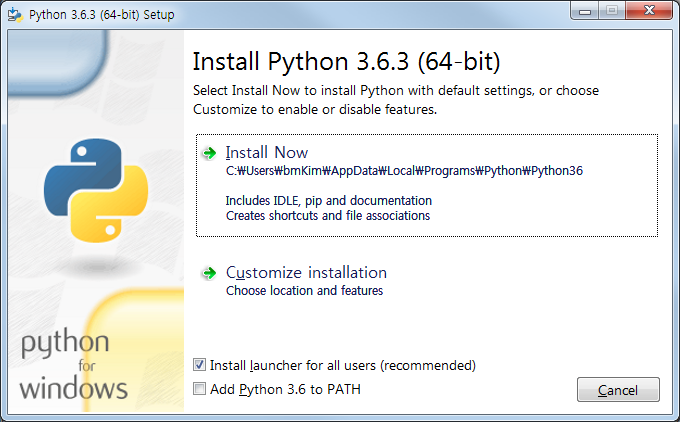 Python 3.6.3 (64-bit) Setup
Install Python 3.6.3 (64-bit)
Select Install Now to install Python with default settings, or choose
Customize to enable or disable features.
Install Now
C:₩Users₩bmKim₩AppData₩Local₩Programs₩Python₩Python36
Includes IDLE, pip and documentation
Creates shortcuts and file associations
Customize installation
Choose location and features
python
for
windows
Install launcher for all users (recommended)
Add Python 3.6 to PATH
Cancel